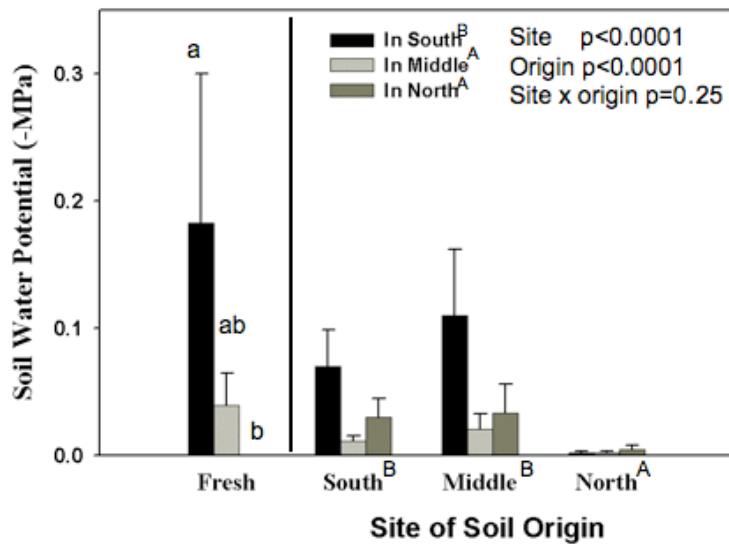 Soil Water Potential (-MPa)
0.3
0.2
0.1
0.0
a
ab
b
In South^B
In Middle^A
In North^A
Site p<0.0001
Origin p<0.0001
Site x origin p=0.25
Fresh South^B Middle^B North^A
Site of Soil Origin